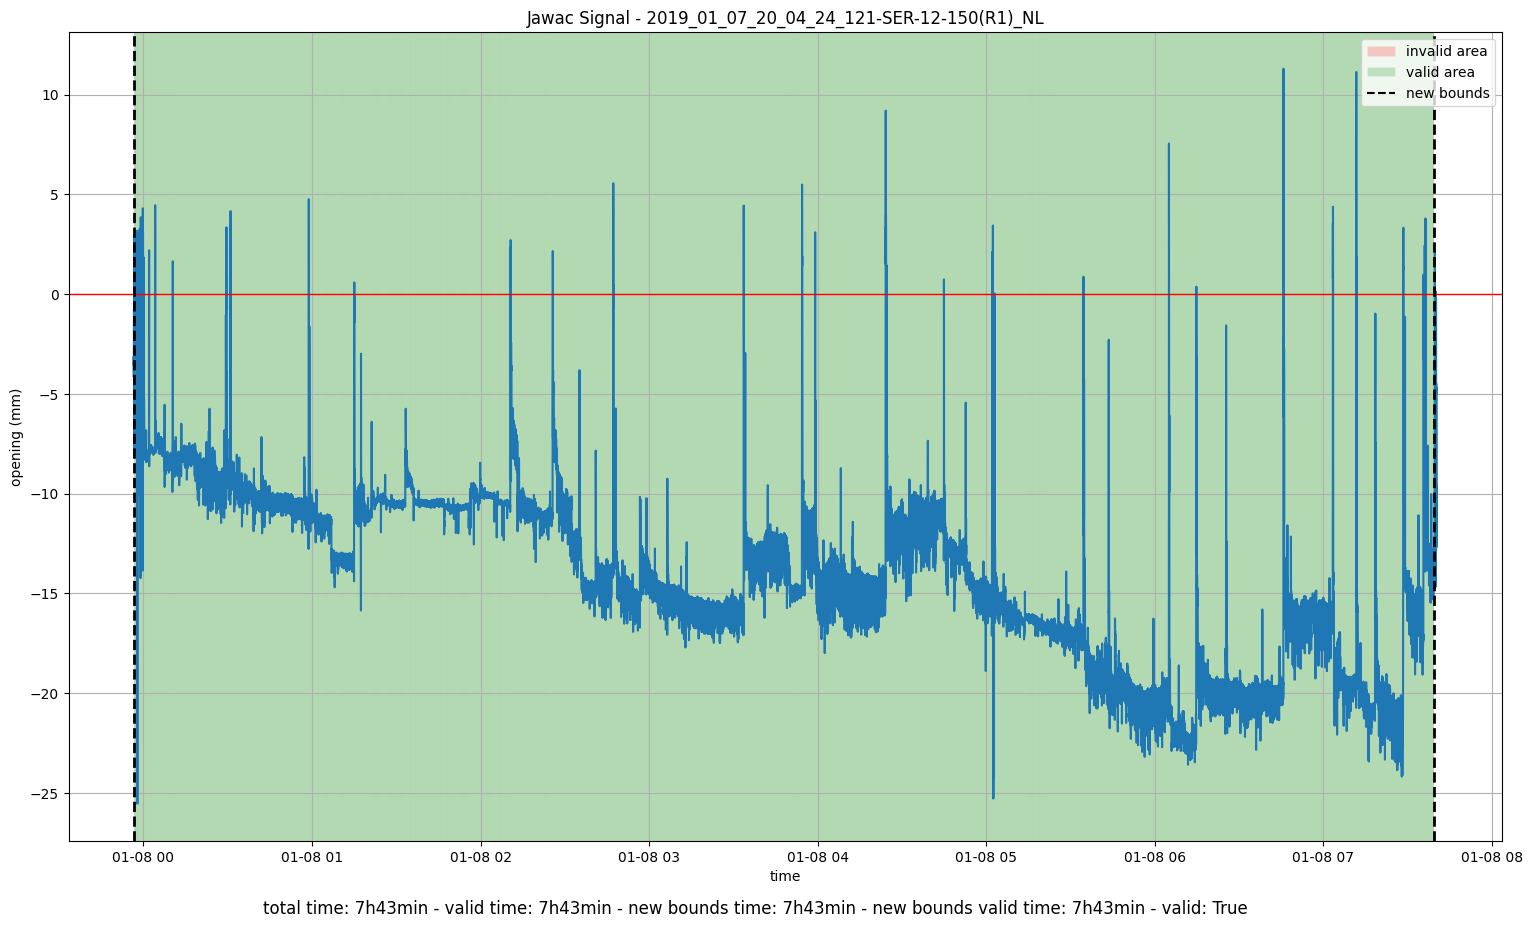 Jawac Signal - 2019_01_07_20_04_24_121-SER-12-150(R1)_NL
invalid area
valid area
new bounds
10
5
0
−5
−10
−15
−20
−25
opening (mm)
01-08 00
01-08 01
01-08 02
01-08 03
01-08 04
01-08 05
01-08 06
01-08 07
01-08 08
time
total time: 7h43min - valid time: 7h43min - new bounds time: 7h43min - new bounds valid time: 7h43min - valid: True